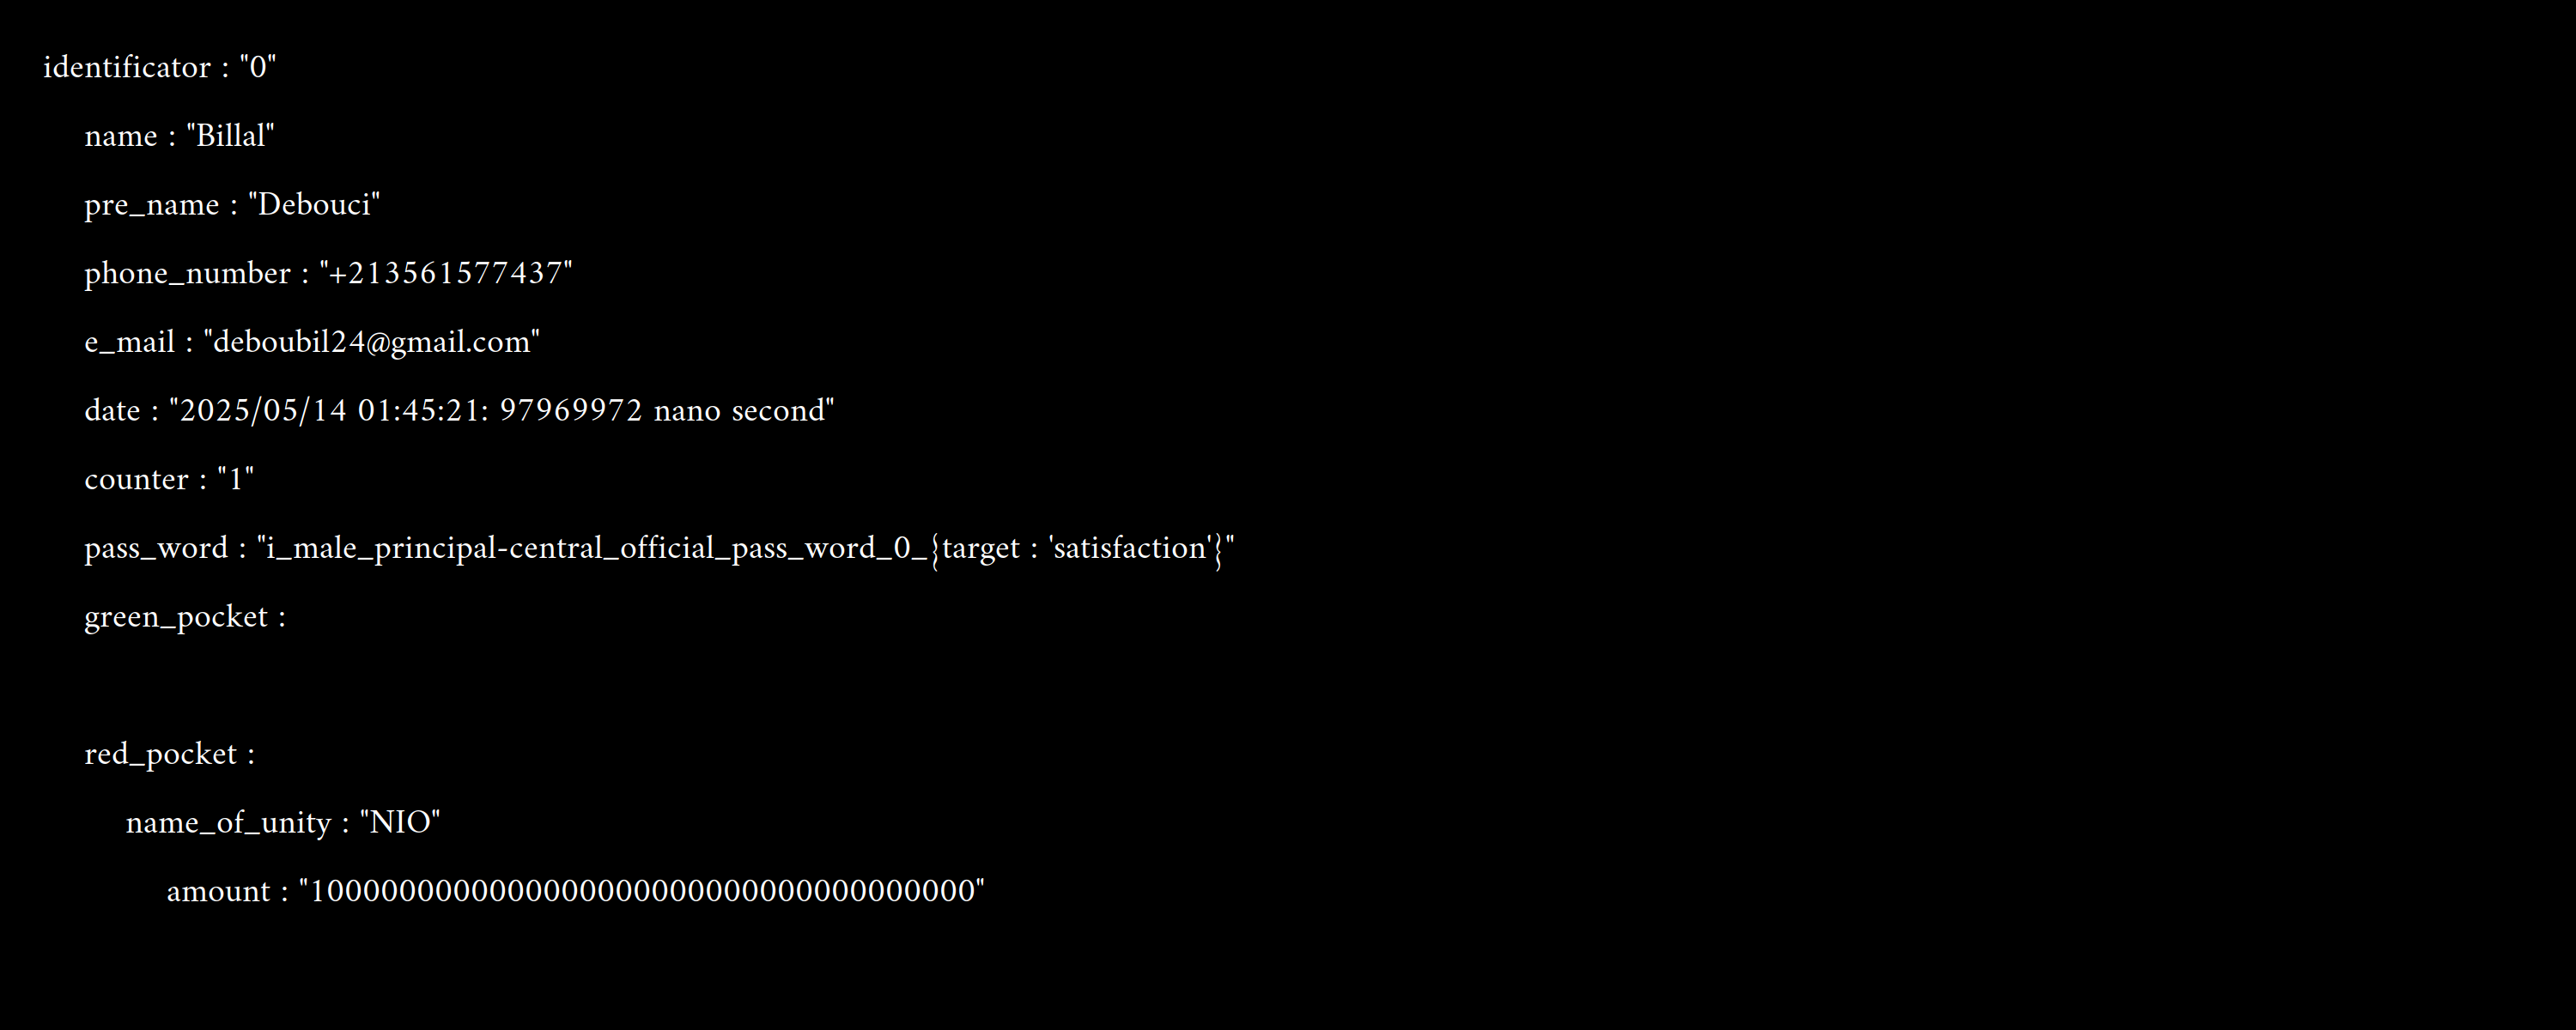 identificator : "0"
name : "Billal"
pre_name : "Debouci"
phone_number : "+213561577437"
e_mail : "deboubil24@gmail.com"
date : "2025/05/14 01:45:21: 97969972 nano second"
counter : "1"
pass_word : "i_male_principal-central_official_pass_word_0_{target : 'satisfaction'}"
green_pocket :
red_pocket :
name_of_unity : "NIO"
amount : "1000000000000000000000000000000000000"